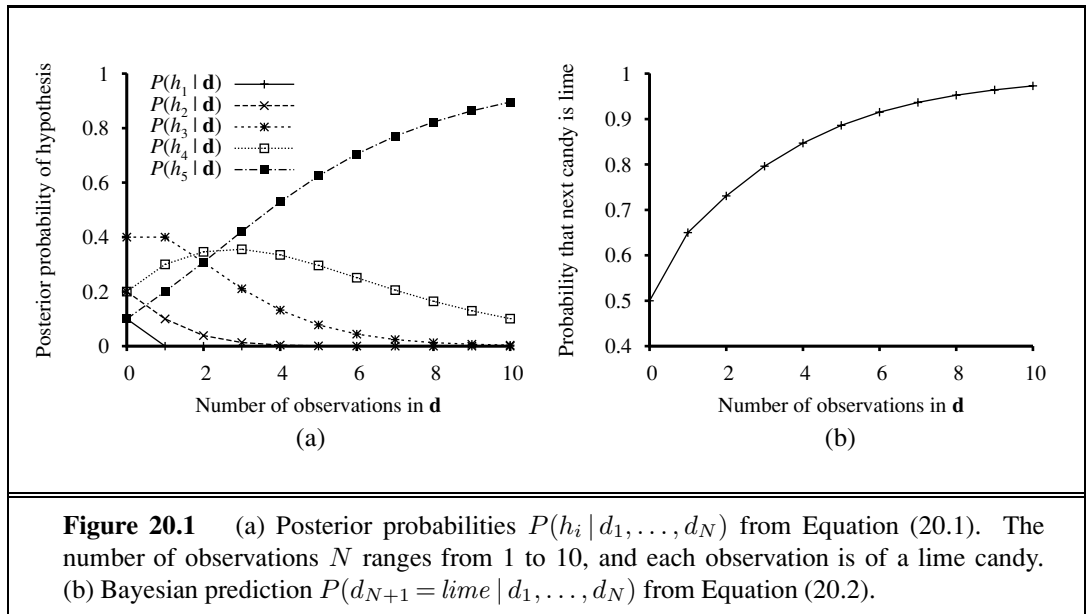 P(h₁ | d)
P(h₂ | d)
P(h₃ | d)
P(h₄ | d)
P(h₅ | d)
Posterior probability of hypothesis
1
0.8
0.6
0.4
0.2
0
0 2 4 6 8 10
Number of observations in d
(a)
Probability that next candy is lime
1
0.9
0.8
0.7
0.6
0.5
0.4
0 2 4 6 8 10
Number of observations in d
(b)
Figure 20.1 (a) Posterior probabilities P(hᵢ | d₁, . . . , d_N) from Equation (20.1). The
number of observations N ranges from 1 to 10, and each observation is of a lime candy.
(b) Bayesian prediction P(d_{N+1} = lime | d₁, . . . , d_N) from Equation (20.2).